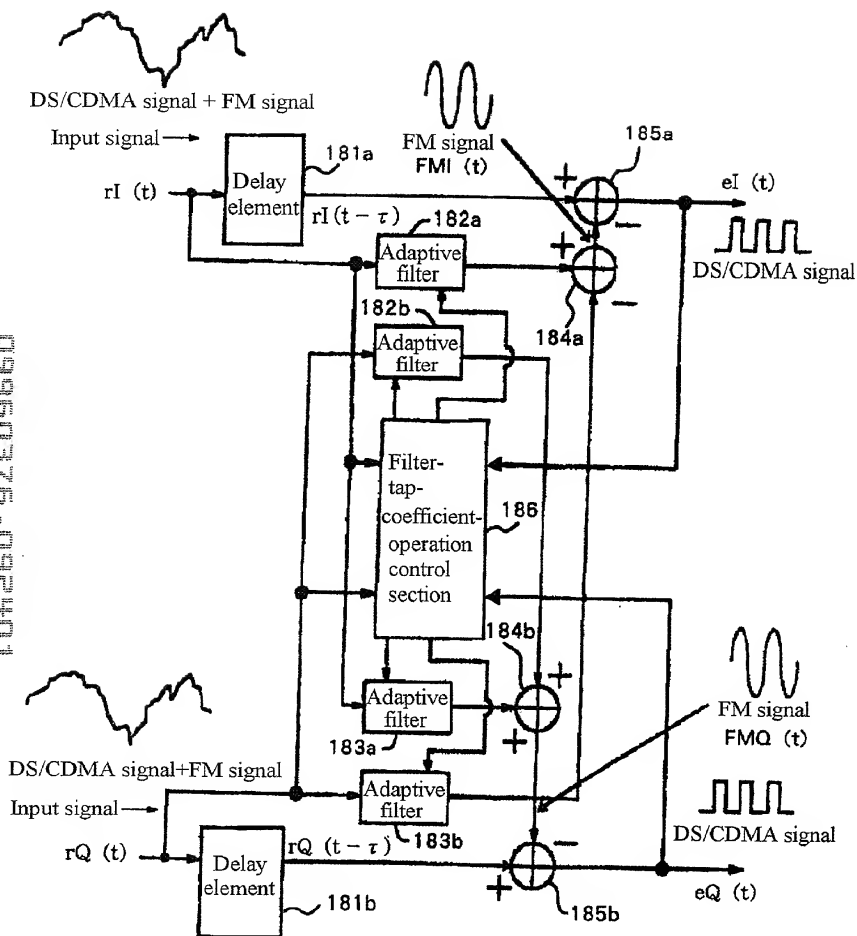 DS/CDMA signal + FM signal
Input signal
rI (t)
181a
Delay
element
rI(t - τ)
FM signal
FMI (t)
185a
eI (t)
DS/CDMA signal
182a
Adaptive
filter
184a
182b
Adaptive
filter
Filter-
tap-
coefficient-
operation
control
section
186
184b
Adaptive
filter
183a
FM signal
FMQ (t)
DS/CDMA signal+FM signal
Input signal
Adaptive
filter
183b
DS/CDMA signal
rQ (t)
Delay
element
rQ (t - τ)
181b
185b
eQ (t)
+
−
+
−
+
+
−
+